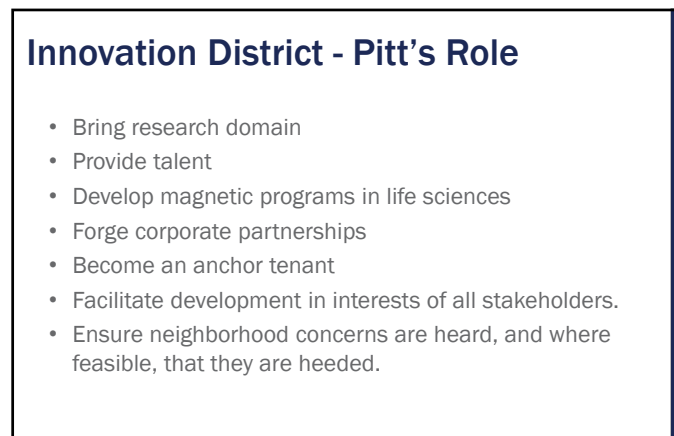 Innovation District - Pitt's Role
• Bring research domain
• Provide talent
• Develop magnetic programs in life sciences
• Forge corporate partnerships
• Become an anchor tenant
• Facilitate development in interests of all stakeholders.
• Ensure neighborhood concerns are heard, and where
feasible, that they are heeded.